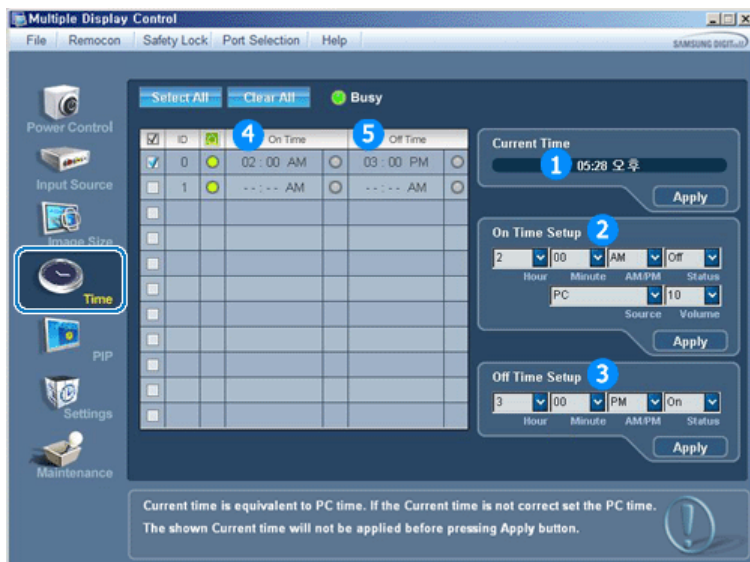 Multiple Display Control
File Remocon Safety Lock Port Selection Help
SAMSUNG DIGITall
Select All Clear All Busy
Power Control
Input Source
Image Size
Time
PIP
Settings
Maintenance
ID 4 On Time 5 Off Time
0 02 : 00 AM 03 : 00 PM
1 - - : - - AM - - : - - AM
Current Time
1 05:28 오후
Apply
On Time Setup 2
2 00 AM Off
Hour Minute AM/PM Status
PC 10
Source Volume
Apply
Off Time Setup 3
3 00 PM On
Hour Minute AM/PM Status
Apply
Current time is equivalent to PC time. If the Current time is not correct set the PC time.
The shown Current time will not be applied before pressing Apply button.